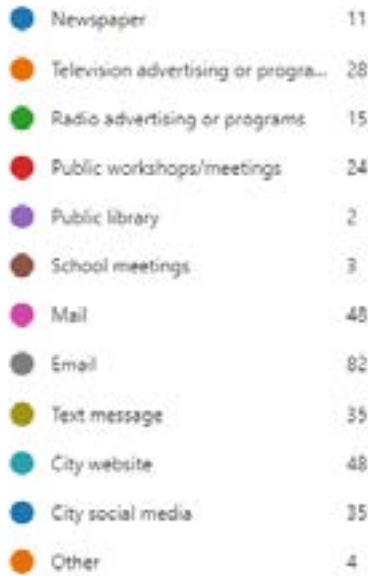 Newspaper 11
Television advertising or progra... 28
Radio advertising or programs 15
Public workshops/meetings 24
Public library 2
School meetings 3
Mail 48
Email 82
Text message 35
City website 48
City social media 35
Other 4